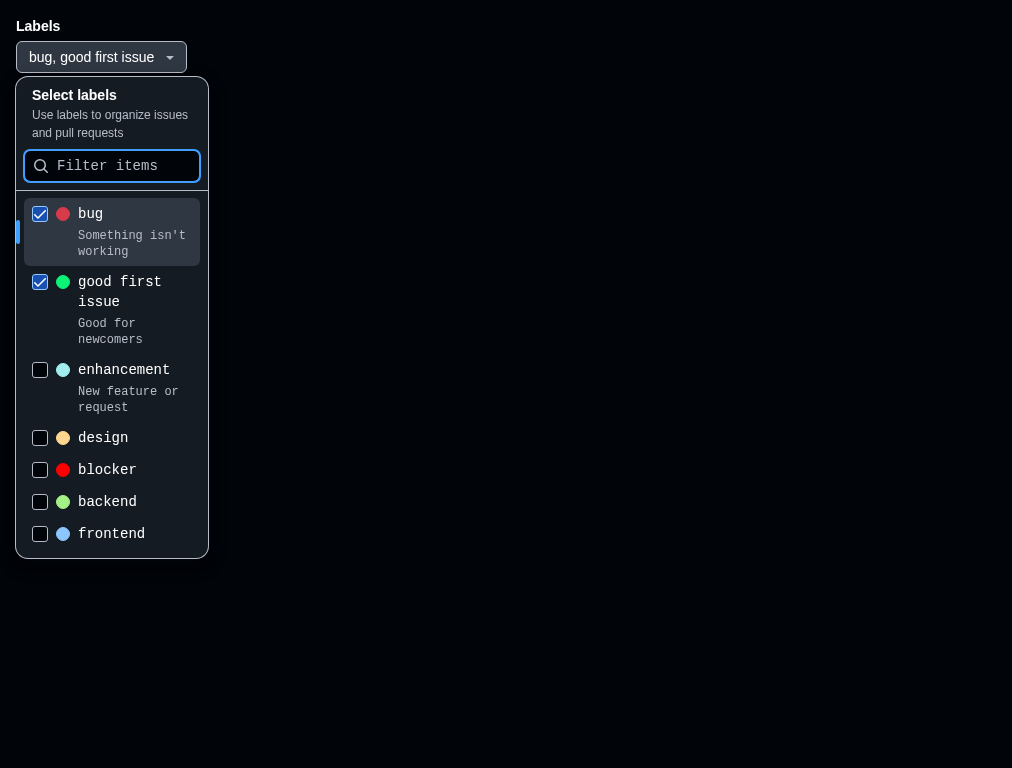 Labels
bug, good first issue
Select labels
Use labels to organize issues
and pull requests
Filter items
bug
Something isn't
working
good first
issue
Good for
newcomers
enhancement
New feature or
request
design
blocker
backend
frontend